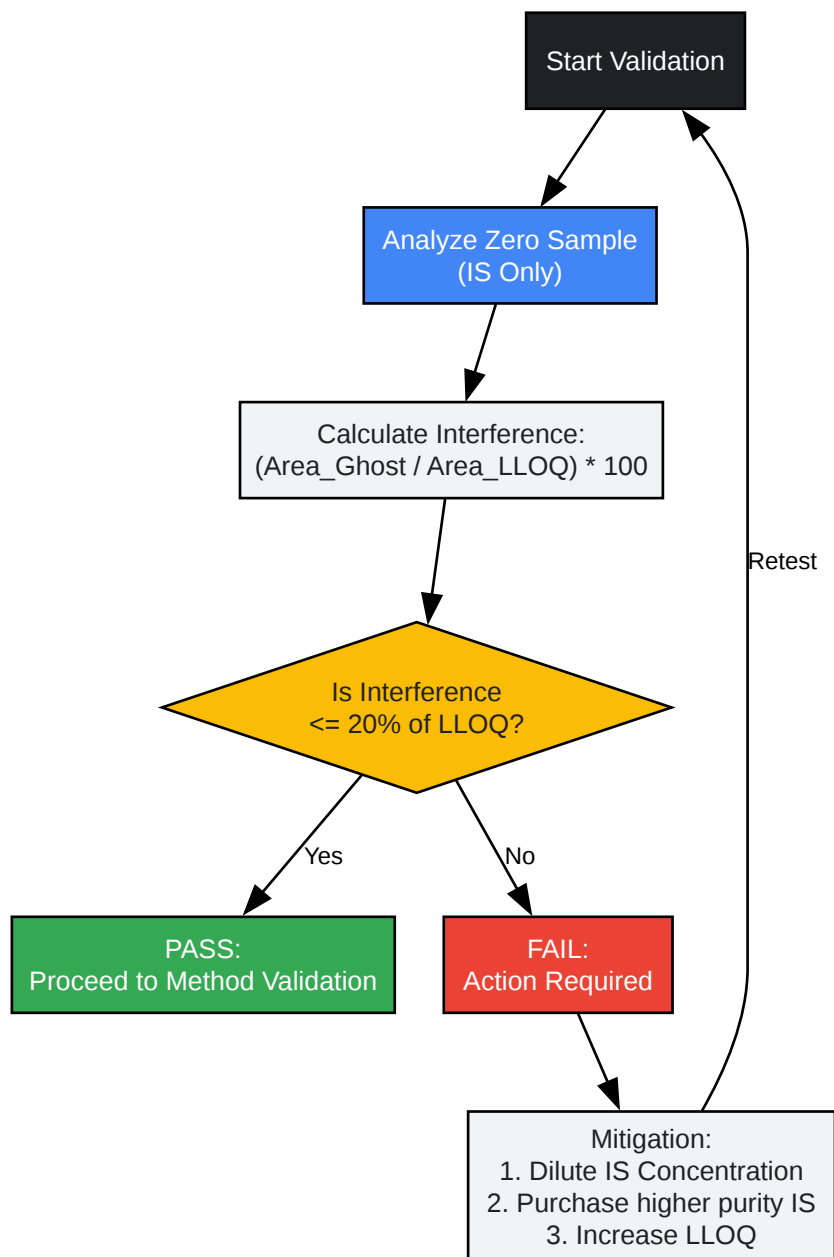 Start Validation
Analyze Zero Sample
(IS Only)
Calculate Interference:
(Area_Ghost / Area_LLOQ) * 100
Retest
Is Interference
<= 20% of LLOQ?
Yes
No
PASS:
Proceed to Method Validation
FAIL:
Action Required
Mitigation:
1. Dilute IS Concentration
2. Purchase higher purity IS
3. Increase LLOQ